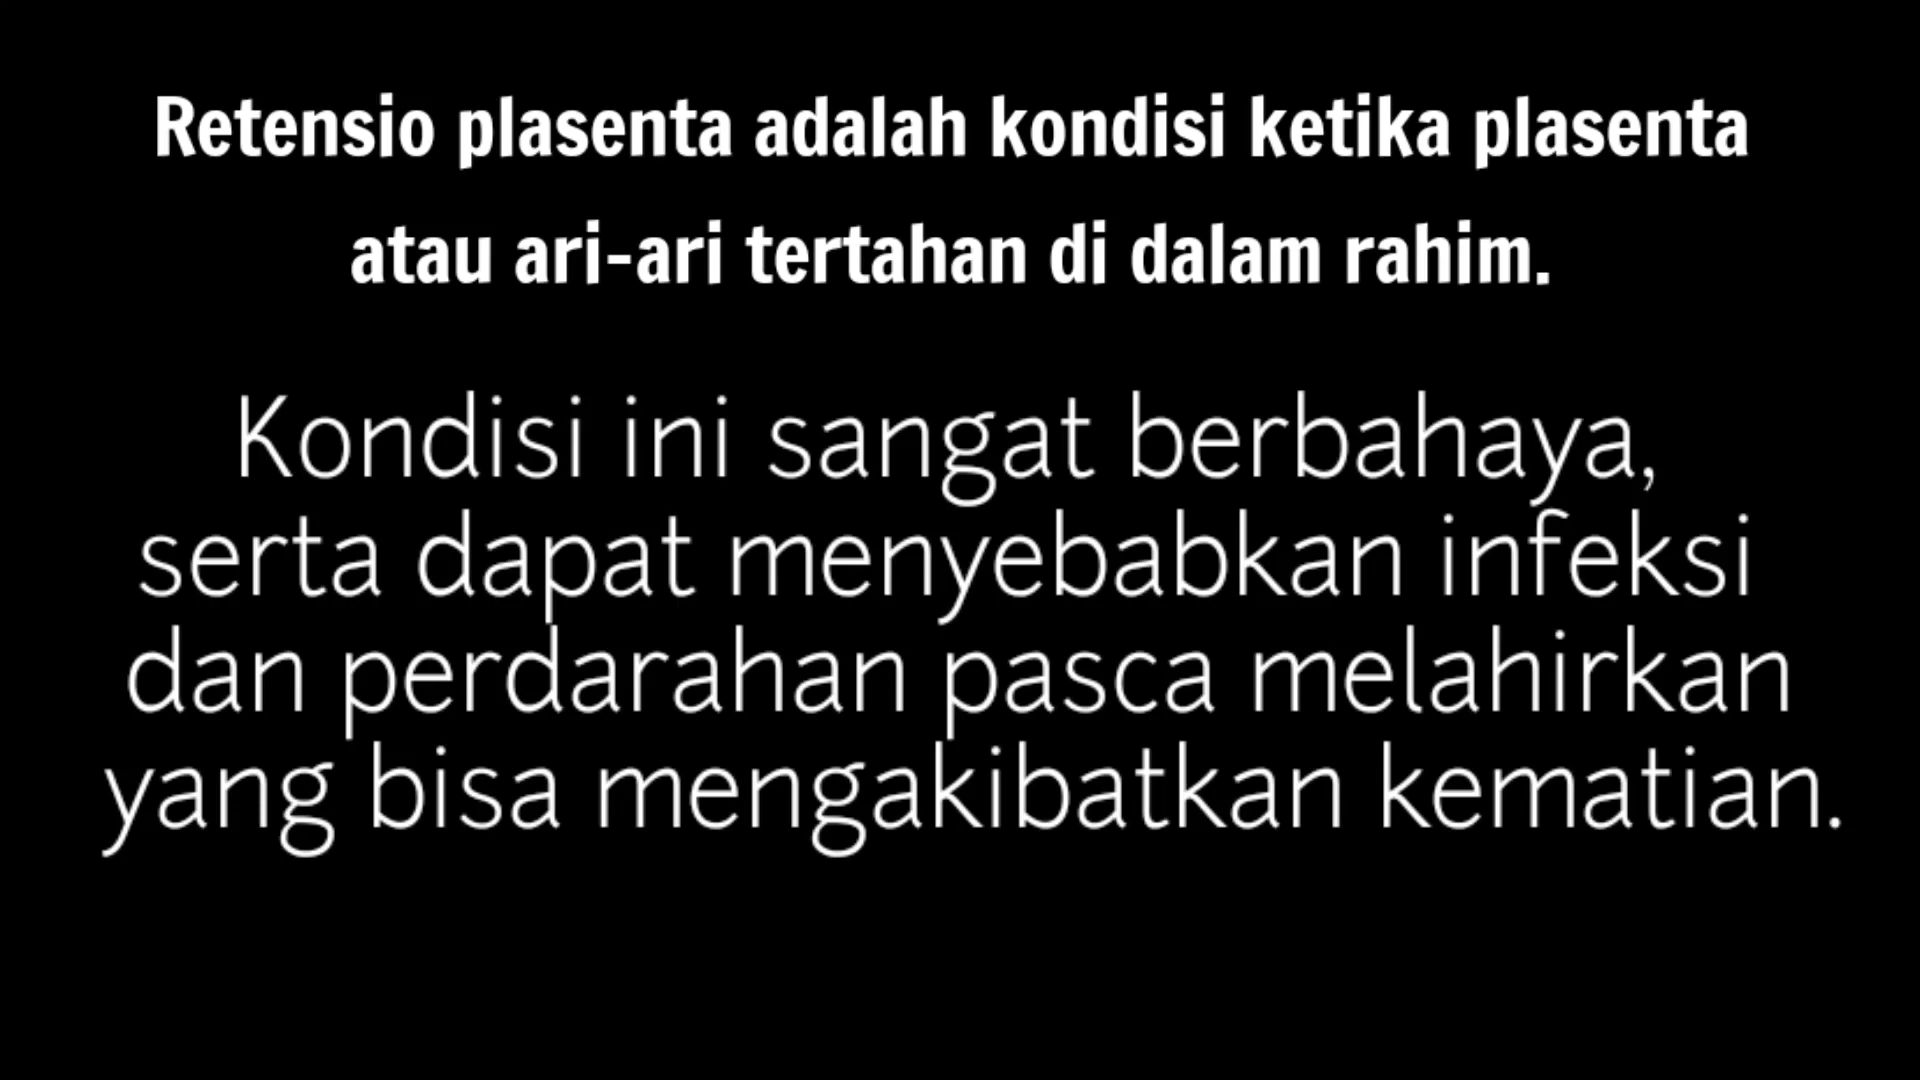 Retensio plasenta adalah kondisi ketika plasenta
atau ari-ari tertahan di dalam rahim.
Kondisi ini sangat berbahaya,
serta dapat menyebabkan infeksi
dan perdarahan pasca melahirkan
yang bisa mengakibatkan kematian.